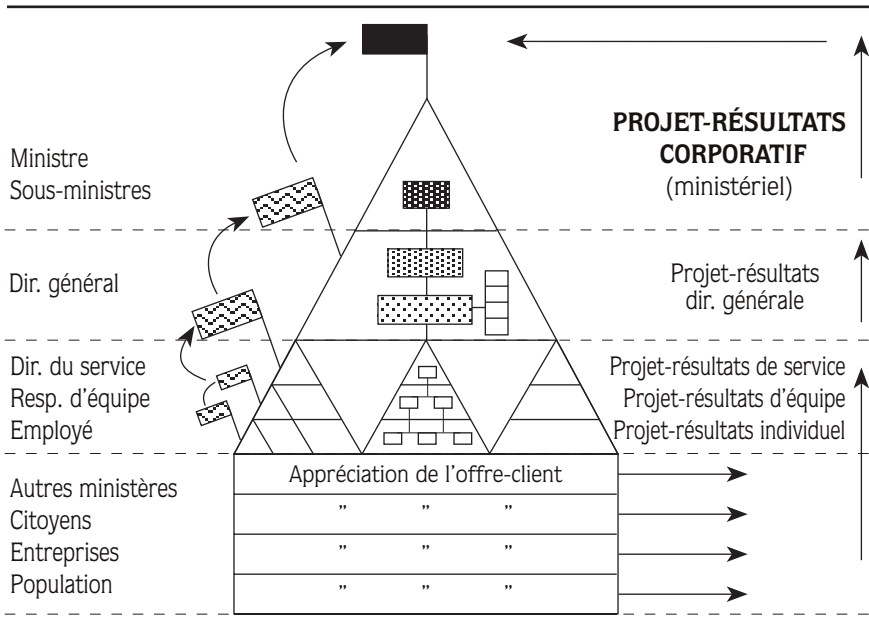 PROJET-RÉSULTATS
CORPORATIF
(ministériel)
Ministre
Sous-ministres
Dir. général
Projet-résultats
dir. générale
Dir. du service
Resp. d'équipe
Employé
Projet-résultats de service
Projet-résultats d'équipe
Projet-résultats individuel
Autres ministères
Citoyens
Entreprises
Population
Appréciation de l'offre-client
" " "
" " "
" " "